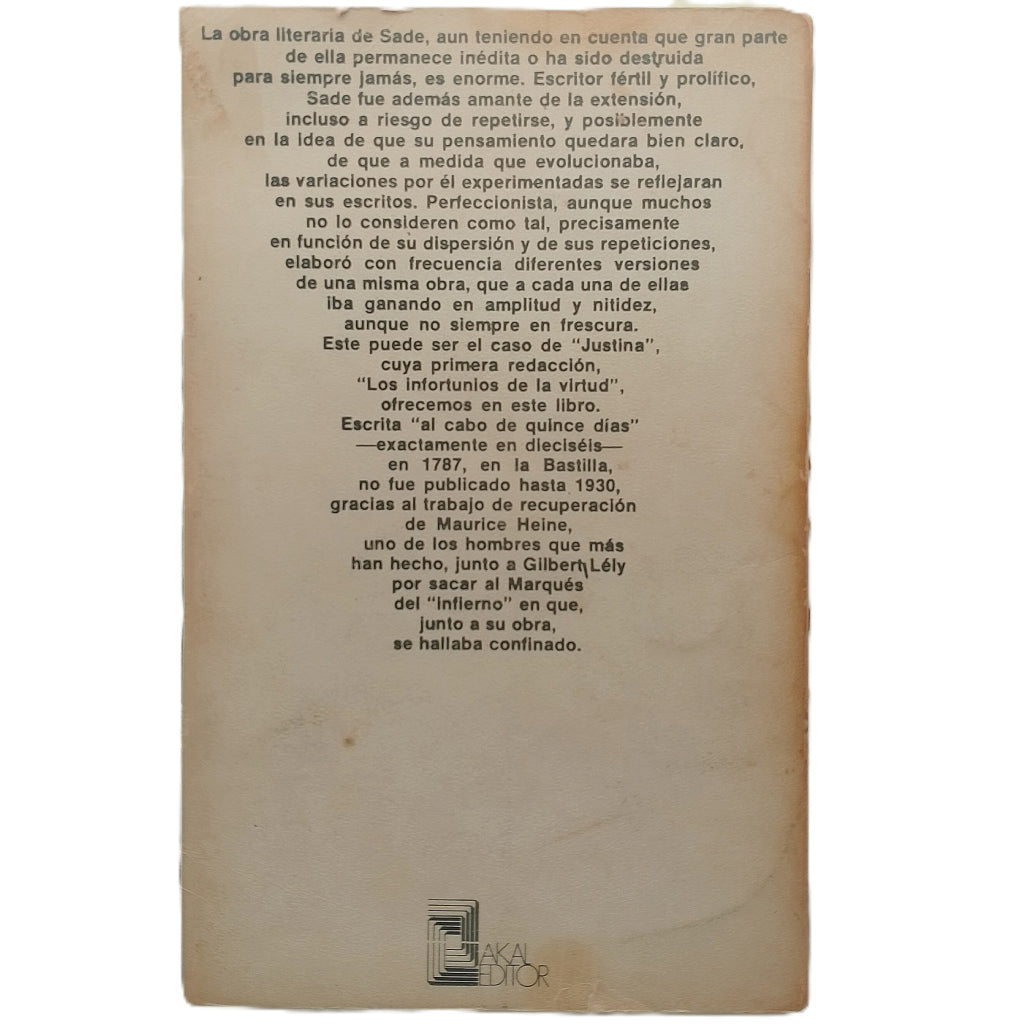 La obra literaria de Sade, aun teniendo en cuenta que gran parte
de ella permanece inédita o ha sido destruida
para siempre jamás, es enorme. Escritor fértil y prolífico,
Sade fue además amante de la extensión,
incluso a riesgo de repetirse, y posiblemente
en la idea de que su pensamiento quedara bien claro,
de que a medida que evolucionaba,
las variaciones por él experimentadas se reflejaran
en sus escritos. Perfeccionista, aunque muchos
no lo consideren como tal, precisamente
en función de su dispersión y de sus repeticiones,
elaboró con frecuencia diferentes versiones
de una misma obra, que a cada una de ellas
iba ganando en amplitud y nitidez,
aunque no siempre en frescura.
Este puede ser el caso de "Justina",
cuya primera redacción,
"Los infortunios de la virtud",
ofrecemos en este libro.
Escrita "al cabo de quince días"
—exactamente en dieciséis—
en 1787, en la Bastilla,
no fue publicado hasta 1930,
gracias al trabajo de recuperación
de Maurice Heine,
uno de los hombres que más
han hecho, junto a Gilbert Lély
por sacar al Marqués
del "infierno" en que,
junto a su obra,
se hallaba confinado.
AKAL
EDITOR